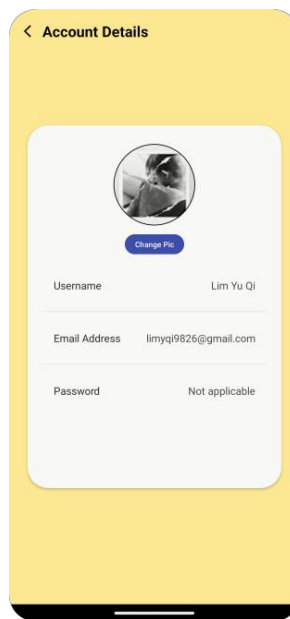 Account Details
Change Pic
Username Lim Yu Qi
Email Address limyqi9826@gmail.com
Password Not applicable